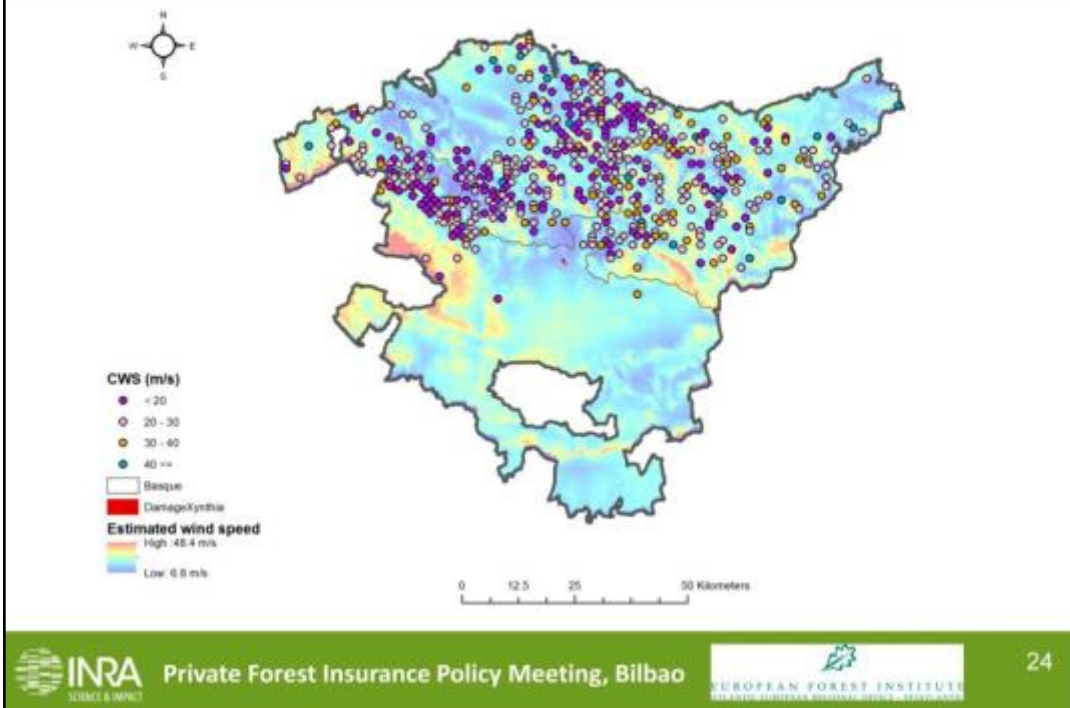 N
W E
S
CWS (m/s)
< 20
20 - 30
30 - 40
40 <=
Basque
DamageXynthia
Estimated wind speed
High :48.4 m/s
Low: 6.8 m/s
0 12.5 25 50 Kilometers
INRA
SCIENCE & IMPACT
Private Forest Insurance Policy Meeting, Bilbao
EUROPEAN FOREST INSTITUTE
24